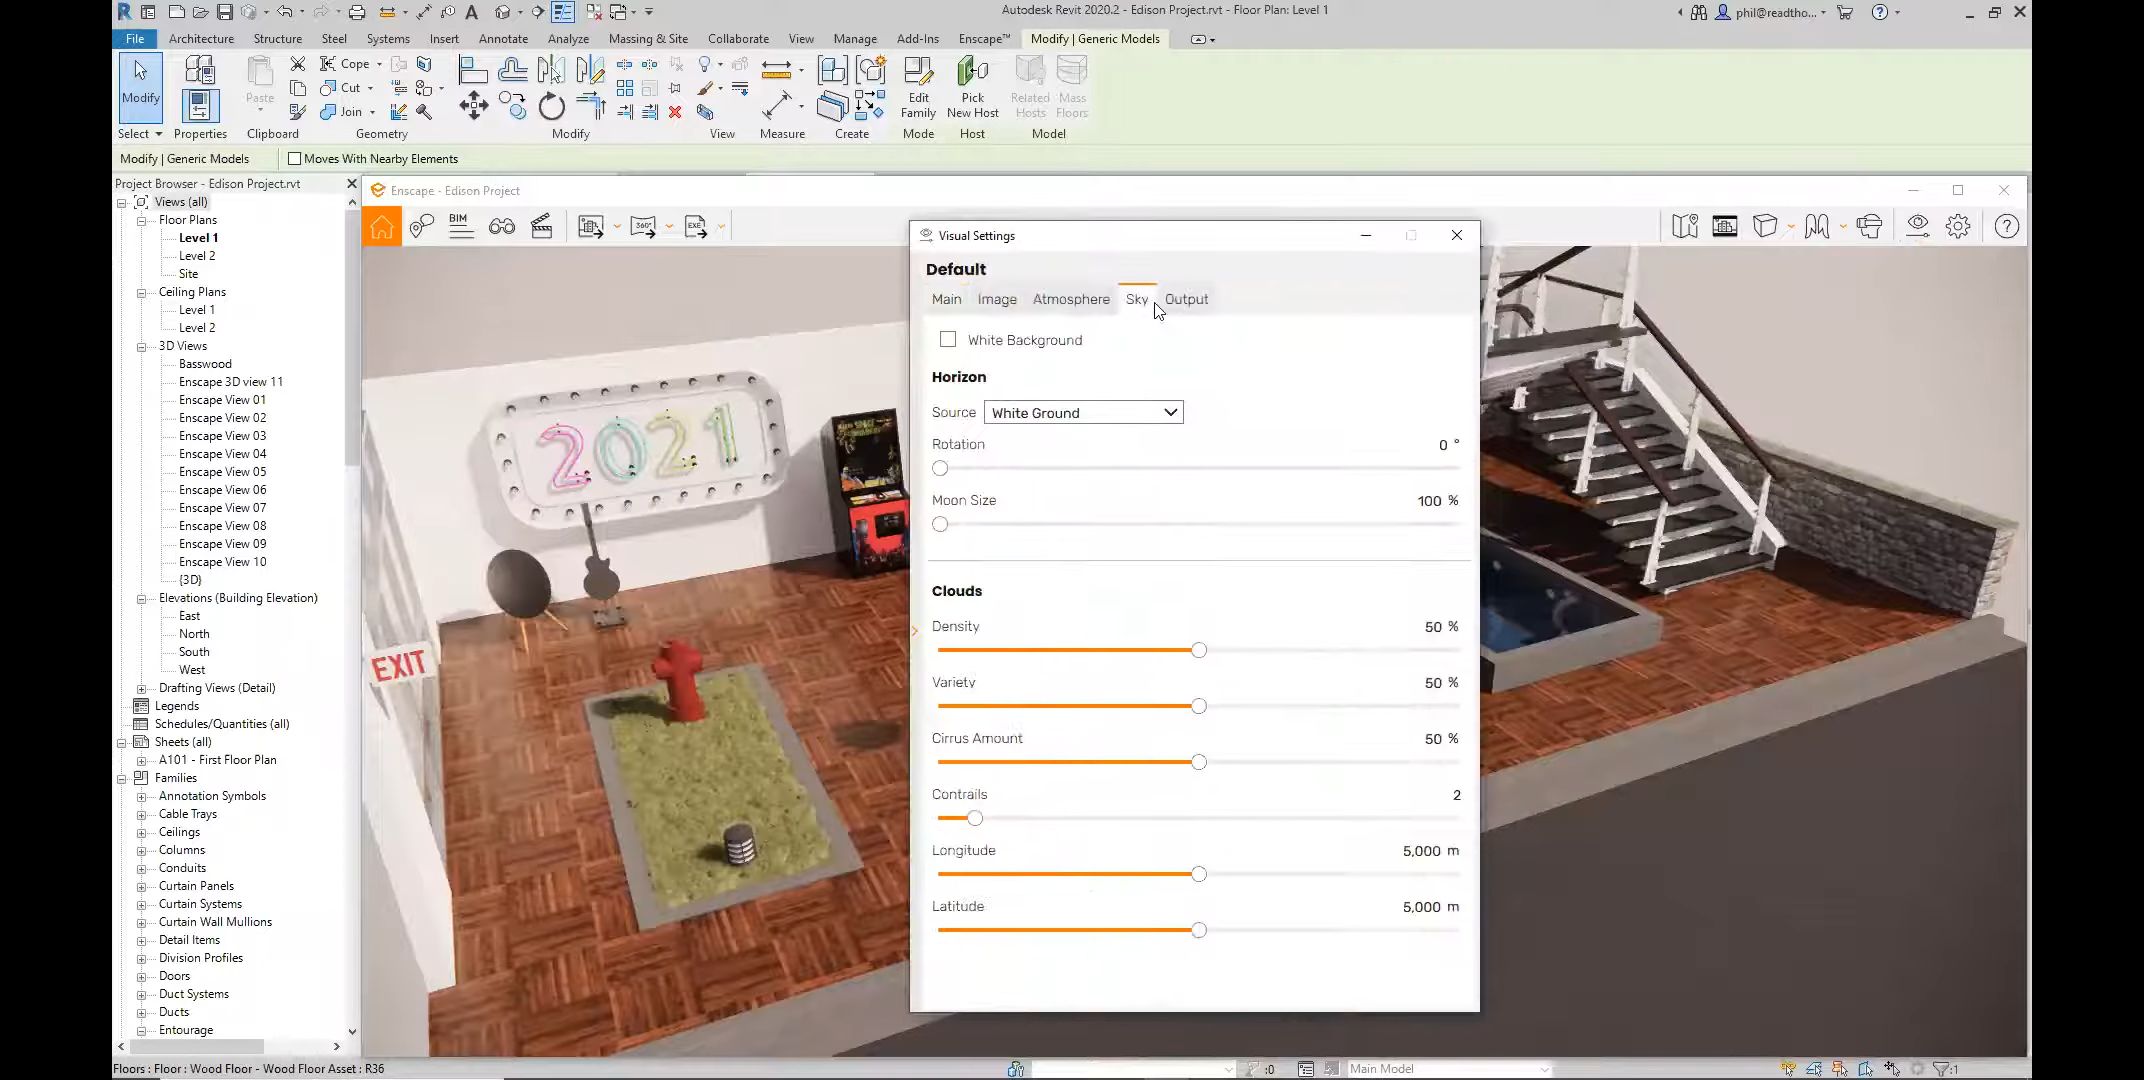 Autodesk Revit 2020.2 - Edison Project.rvt - Floor Plan: Level 1
phil@readtho...
File Architecture Structure Steel Systems Insert Annotate Analyze Massing & Site Collaborate View Manage Add-Ins Enscape™ Modify | Generic Models
Modify
Paste
Cope
Cut
Join
Edit Family
Pick New Host
Related Hosts
Mass Floors
Select Properties Clipboard Geometry Modify View Measure Create Mode Host Model
Modify | Generic Models
Moves With Nearby Elements
Project Browser - Edison Project.rvt
Views (all)
Floor Plans
Level 1
Level 2
Site
Ceiling Plans
Level 1
Level 2
3D Views
Basswood
Enscape 3D view 11
Enscape View 01
Enscape View 02
Enscape View 03
Enscape View 04
Enscape View 05
Enscape View 06
Enscape View 07
Enscape View 08
Enscape View 09
Enscape View 10
{3D}
Elevations (Building Elevation)
East
North
South
West
Drafting Views (Detail)
Legends
Schedules/Quantities (all)
Sheets (all)
A101 - First Floor Plan
Families
Annotation Symbols
Cable Trays
Ceilings
Columns
Conduits
Curtain Panels
Curtain Systems
Curtain Wall Mullions
Detail Items
Division Profiles
Doors
Duct Systems
Ducts
Entourage
Enscape - Edison Project
BIM
360°
EXE
2021
EXIT
Visual Settings
Default
Main Image Atmosphere Sky Output
White Background
Horizon
Source White Ground
Rotation 0 °
Moon Size 100 %
Clouds
Density 50 %
Variety 50 %
Cirrus Amount 50 %
Contrails 2
Longitude 5,000 m
Latitude 5,000 m
Floors : Floor : Wood Floor - Wood Floor Asset : R36
:0
Main Model
:1